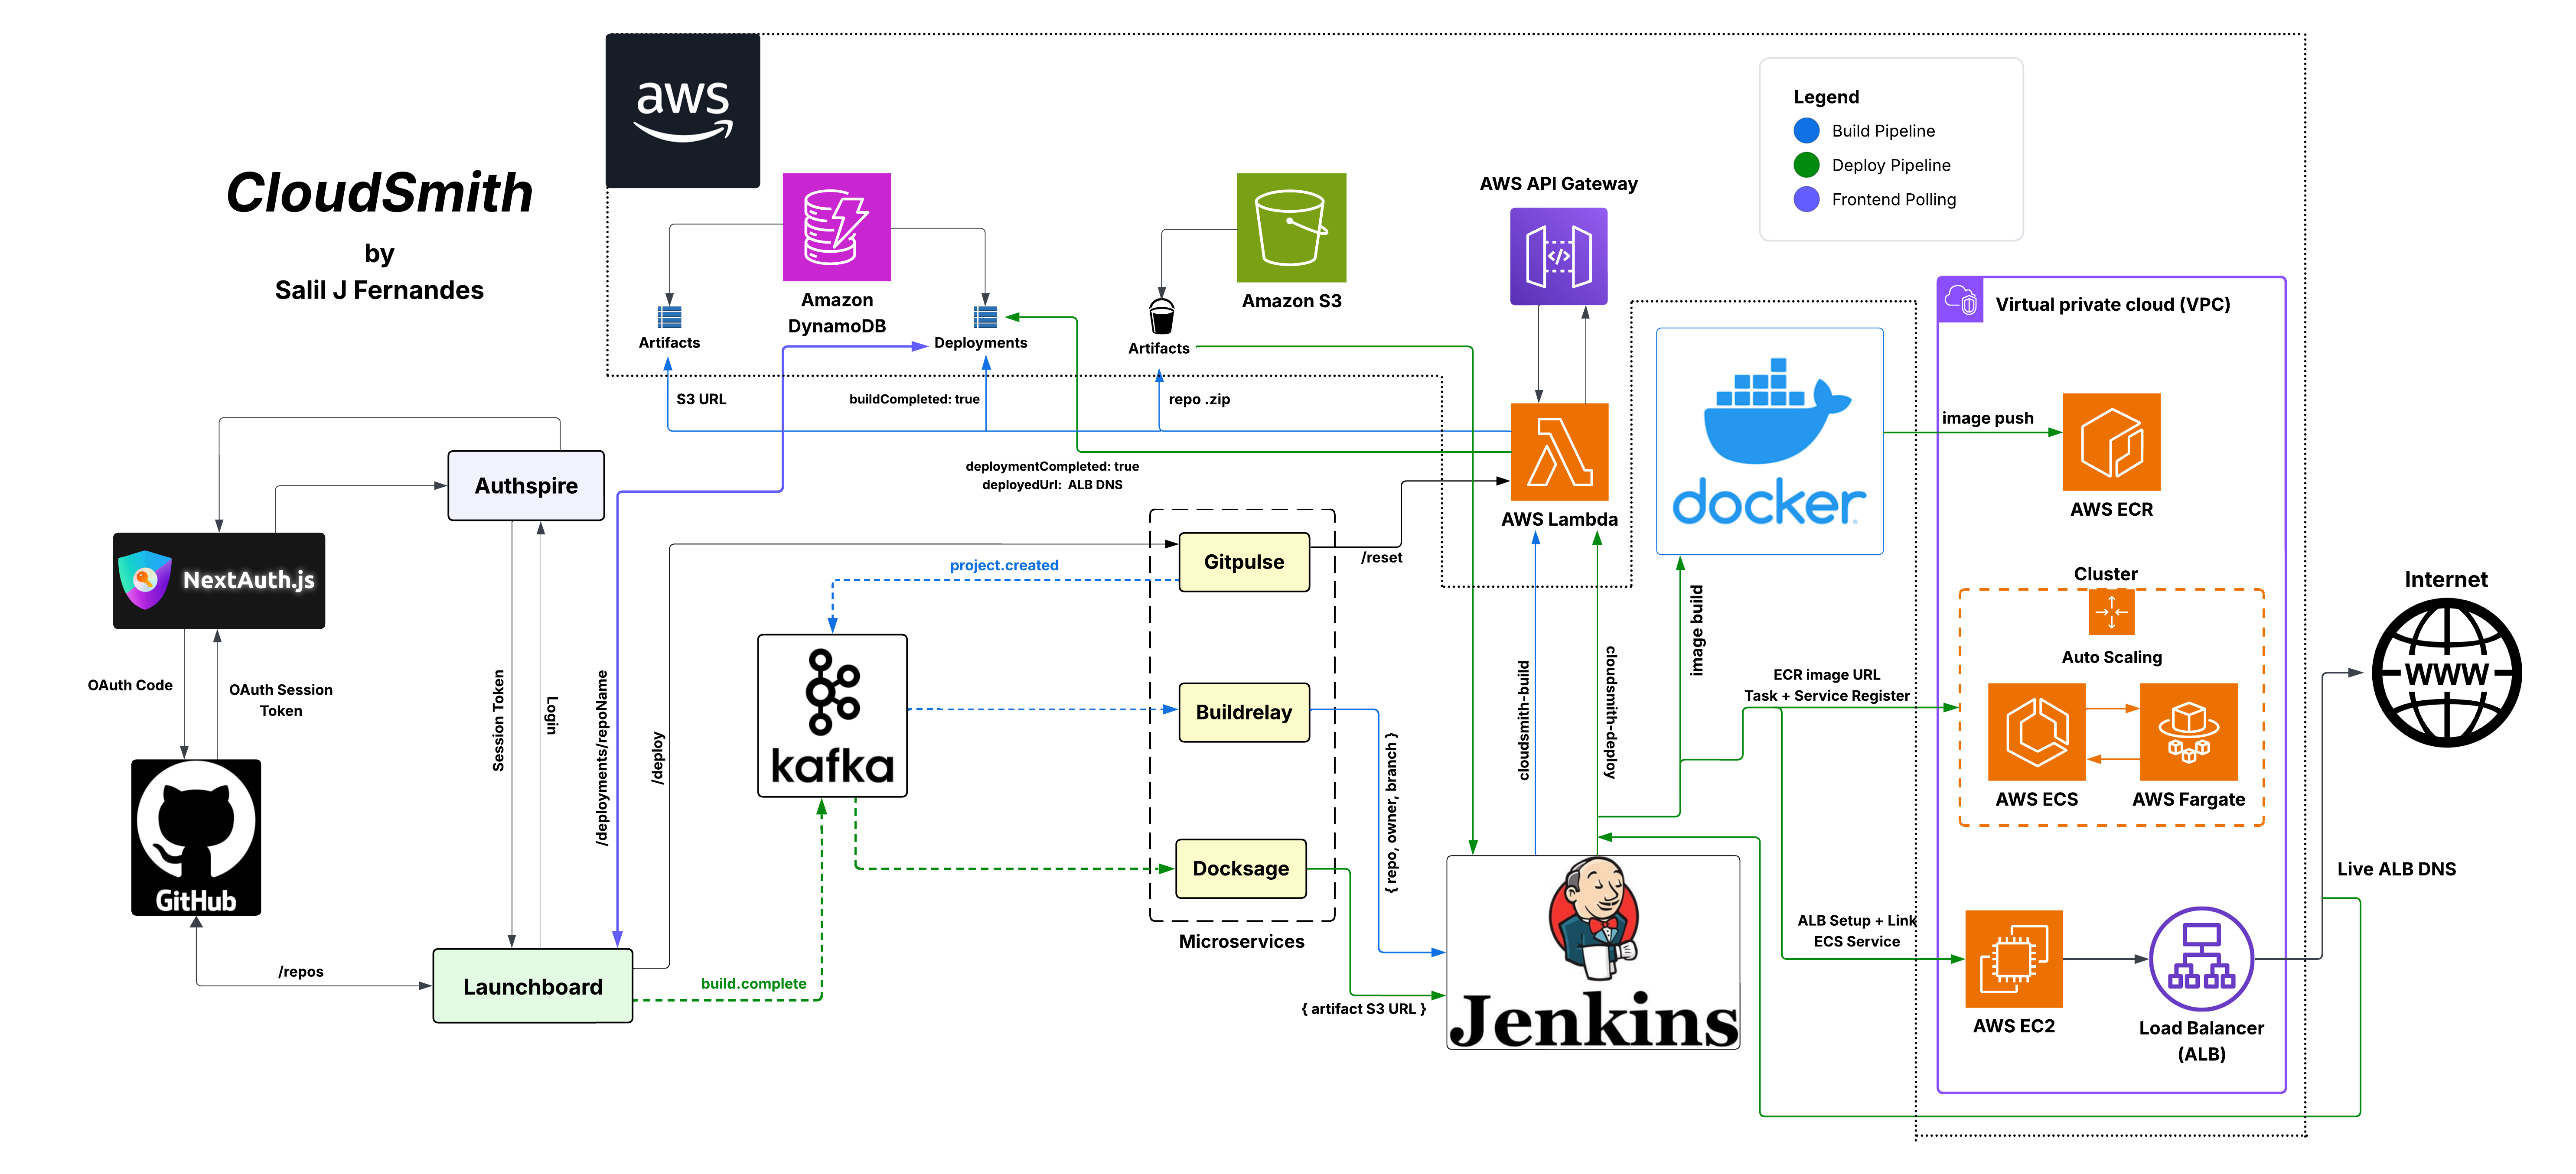 aws
CloudSmith
by
Salil J Fernandes
Legend
Build Pipeline
Deploy Pipeline
Frontend Polling
Amazon
DynamoDB
Artifacts
Deployments
Amazon S3
Artifacts
AWS API Gateway
</>
Virtual private cloud (VPC)
S3 URL
buildCompleted: true
repo .zip
deploymentCompleted: true
deployedUrl: ALB DNS
AWS Lambda
docker
image push
AWS ECR
Authspire
NextAuth.js
OAuth Code
OAuth Session
Token
GitHub
/repos
Session Token
Login
/deployments/repoName
/deploy
Launchboard
project.created
kafka
build.complete
Gitpulse
Buildrelay
Docksage
Microservices
/reset
{ repo, owner, branch }
{ artifact S3 URL }
cloudsmith-build
cloudsmith-deploy
image build
Jenkins
ECR image URL
Task + Service Register
ALB Setup + Link
ECS Service
Cluster
Auto Scaling
AWS ECS
AWS Fargate
AWS EC2
Load Balancer
(ALB)
Internet
WWW
Live ALB DNS